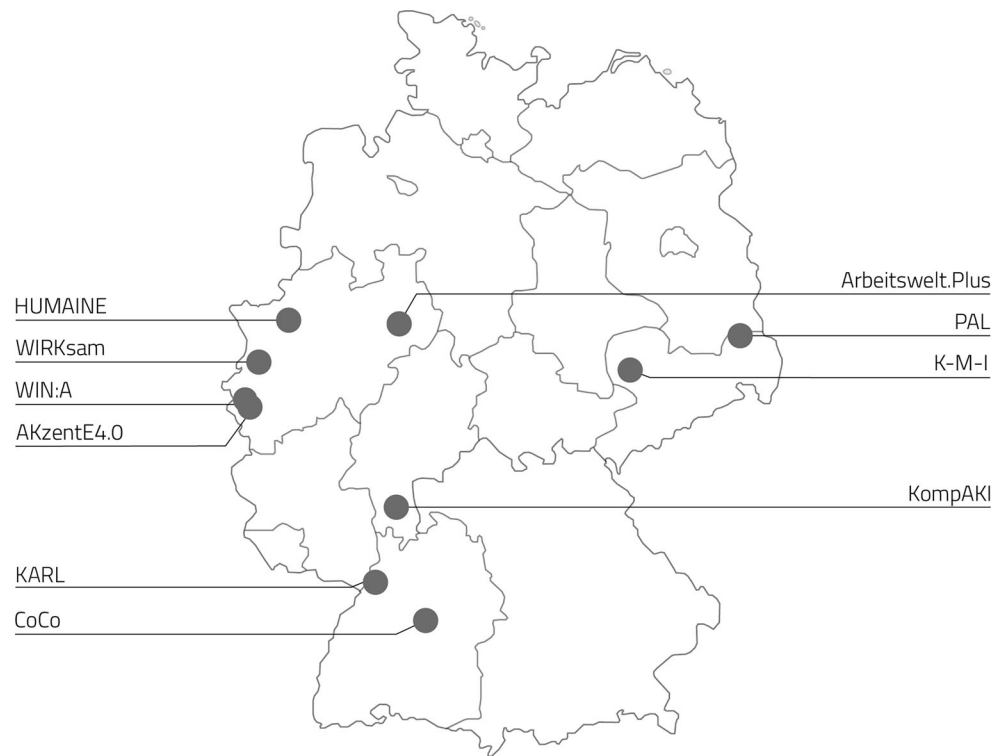 HUMAINE
WIRKsam
WIN:A
AKzentE4.0
KARL
CoCo
Arbeitswelt.Plus
PAL
K-M-I
KompAKI